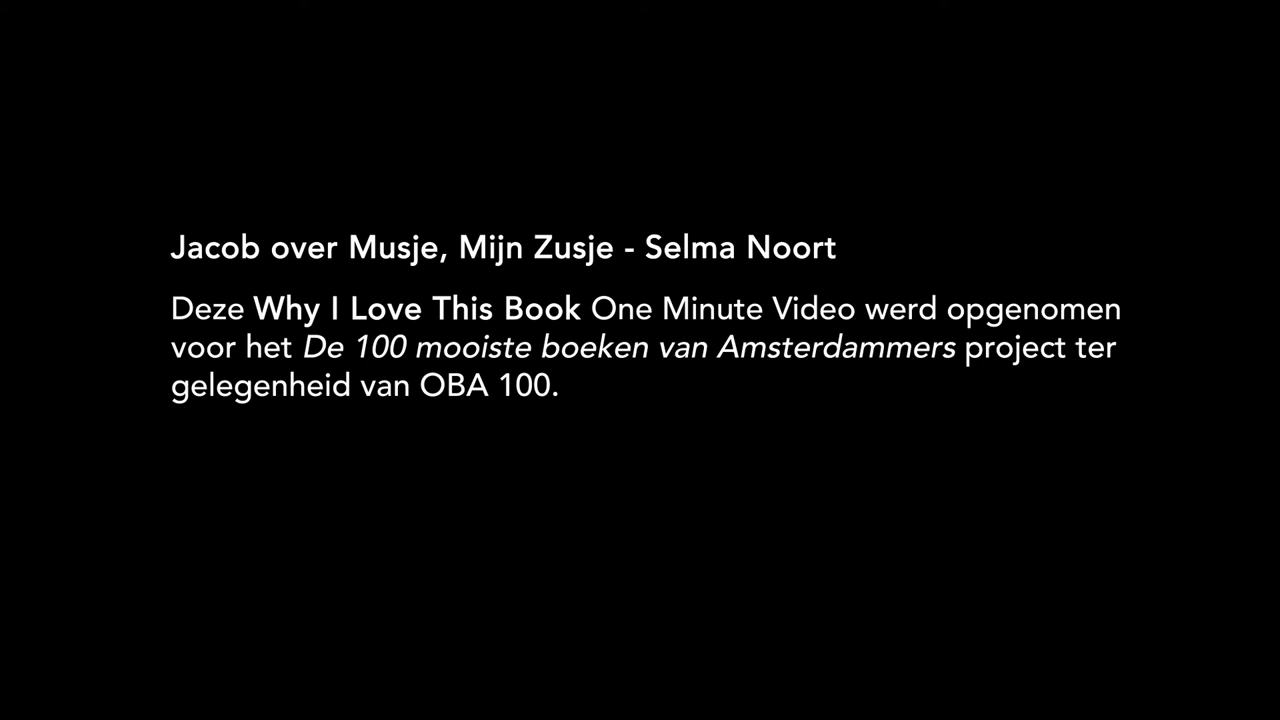 Jacob over Musje, Mijn Zusje - Selma Noort
Deze Why I Love This Book One Minute Video werd opgenomen
voor het De 100 mooiste boeken van Amsterdammers project ter
gelegenheid van OBA 100.